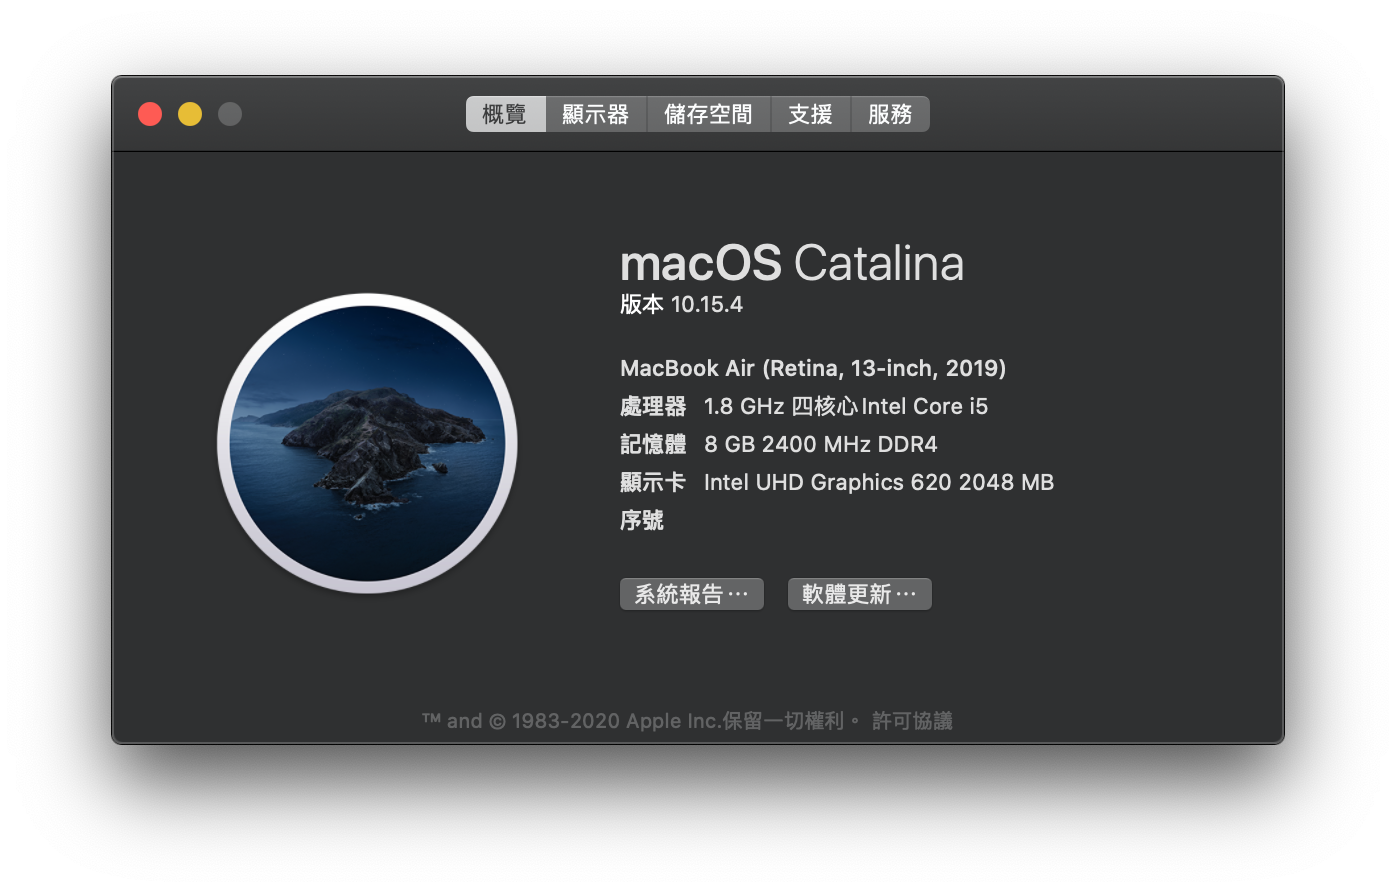 概覽 顯示器 儲存空間 支援 服務
macOS Catalina
版本 10.15.4
MacBook Air (Retina, 13-inch, 2019)
處理器 1.8 GHz 四核心Intel Core i5
記憶體 8 GB 2400 MHz DDR4
顯示卡 Intel UHD Graphics 620 2048 MB
序號
系統報告⋯ 軟體更新⋯
™ and © 1983-2020 Apple Inc.保留一切權利。 許可協議